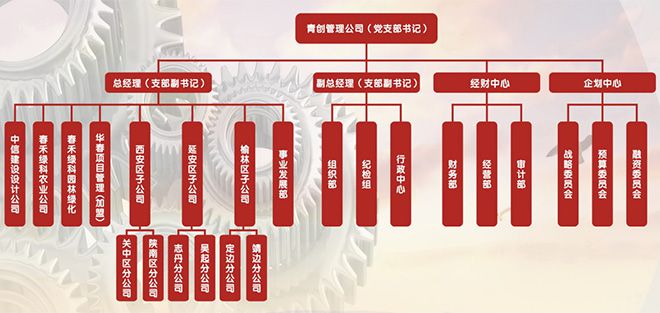 青创管理公司（党支部书记）
总经理（支部副书记）
副总经理（支部副书记）
经财中心
企划中心
中信建设设计公司
春禾绿科农业公司
春禾绿科园林绿化
华春项目管理(加盟)
西安区子公司
延安区子公司
榆林区子公司
事业发展部
组织部
纪检组
行政中心
财务部
经营部
审计部
战略委员会
预算委员会
融资委员会
关中区分公司
陕南区分公司
志丹分公司
吴起分公司
定边分公司
靖边分公司